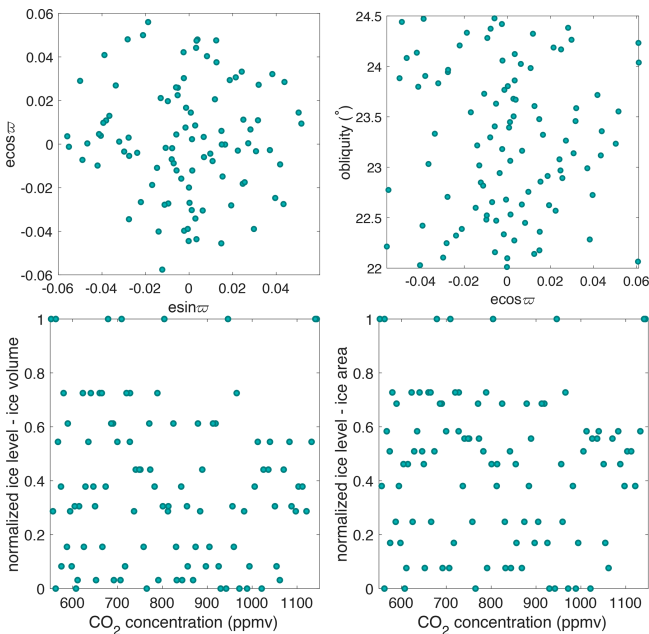 0.06
0.04
0.02
0
-0.02
-0.04
-0.06
ecosϖ
-0.06 -0.04 -0.02 0 0.02 0.04
esinϖ
24.5
24
23.5
23
22.5
22
obliquity (°)
-0.04 -0.02 0 0.02 0.04 0.06
ecosϖ
1
0.8
0.6
0.4
0.2
0
normalized ice level - ice volume
600 700 800 900 1000 1100
CO2 concentration (ppmv)
1
0.8
0.6
0.4
0.2
0
normalized ice level - ice area
600 700 800 900 1000 1100
CO2 concentration (ppmv)